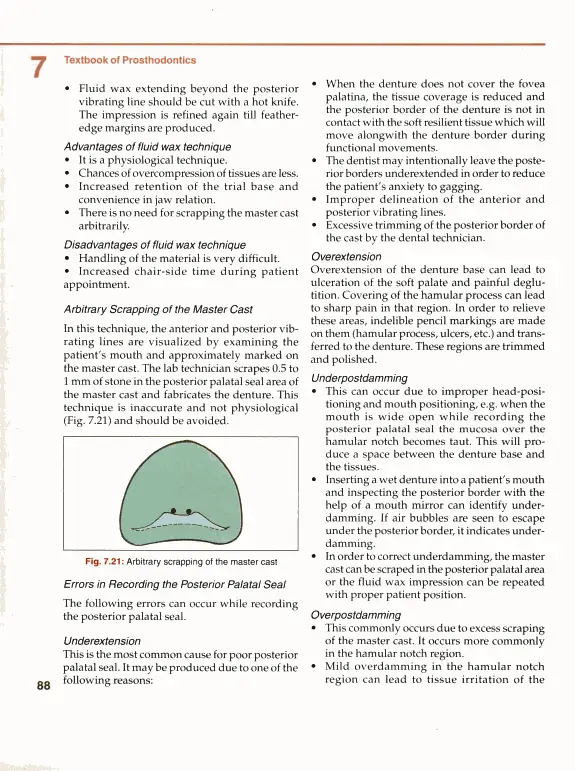 7
Textbook of Prosthodontics
• Fluid wax extending beyond the posterior
vibrating line should be cut with a hot knife.
The impression is refined again till feather-
edge margins are produced.
Advantages of fluid wax technique
• It is a physiological technique.
• Chances of overcompression of tissues are less.
• Increased retention of the trial base and
convenience in jaw relation.
• There is no need for scrapping the master cast
arbitrarily.
Disadvantages of fluid wax technique
• Handling of the material is very difficult.
• Increased chair-side time during patient
appointment.
Arbitrary Scrapping of the Master Cast
In this technique, the anterior and posterior vib-
rating lines are visualized by examining the
patient's mouth and approximately marked on
the master cast. The lab technician scrapes 0.5 to
1 mm of stone in the posterior palatal seal area of
the master cast and fabricates the denture. This
technique is inaccurate and not physiological
(Fig. 7.21) and should be avoided.
Fig. 7.21: Arbitrary scrapping of the master cast
Errors in Recording the Posterior Palatal Seal
The following errors can occur while recording
the posterior palatal seal.
Underextension
This is the most common cause for poor posterior
palatal seal. It may be produced due to one of the
following reasons:
88
• When the denture does not cover the fovea
palatina, the tissue coverage is reduced and
the posterior border of the denture is not in
contact with the soft resilient tissue which will
move alongwith the denture border during
functional movements.
• The dentist may intentionally leave the poste-
rior borders underextended in order to reduce
the patient's anxiety to gagging.
• Improper delineation of the anterior and
posterior vibrating lines.
• Excessive trimming of the posterior border of
the cast by the dental technician.
Overextension
Overextension of the denture base can lead to
ulceration of the soft palate and painful deglu-
tition. Covering of the hamular process can lead
to sharp pain in that region. In order to relieve
these areas, indelible pencil markings are made
on them (hamular process, ulcers, etc.) and trans-
ferred to the denture. These regions are trimmed
and polished.
Underpostdamming
• This can occur due to improper head-posi-
tioning and mouth positioning, e.g. when the
mouth is wide open while recording the
posterior palatal seal the mucosa over the
hamular notch becomes taut. This will pro-
duce a space between the denture base and
the tissues.
• Inserting a wet denture into a patient's mouth
and inspecting the posterior border with the
help of a mouth mirror can identify under-
damming. If air bubbles are seen to escape
under the posterior border, it indicates under-
damming.
• In order to correct underdamming, the master
cast can be scraped in the posterior palatal area
or the fluid wax impression can be repeated
with proper patient position.
Overpostdamming
• This commonly occurs due to excess scraping
of the master cast. It occurs more commonly
in the hamular notch region.
• Mild overdamming in the hamular notch
region can lead to tissue irritation of the